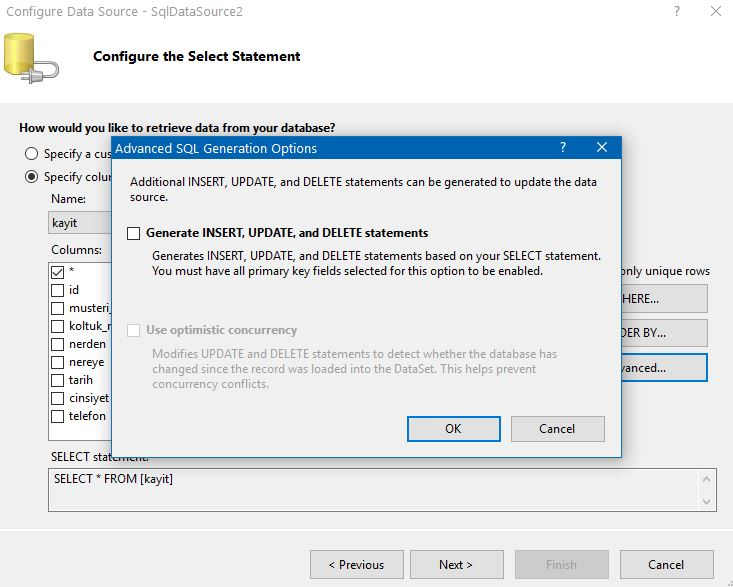 Configure Data Source - SqlDataSource2
Configure the Select Statement
How would you like to retrieve data from your database?
Specify a cus
Specify colu
Name:
kayit
Columns:
*
id
musteri_
koltuk_
nerden
nereye
tarih
cinsiyet
telefon
only unique rows
HERE...
DER BY...
vanced...
Advanced SQL Generation Options
Additional INSERT, UPDATE, and DELETE statements can be generated to update the data
source.
Generate INSERT, UPDATE, and DELETE statements
Generates INSERT, UPDATE, and DELETE statements based on your SELECT statement.
You must have all primary key fields selected for this option to be enabled.
Use optimistic concurrency
Modifies UPDATE and DELETE statements to detect whether the database has
changed since the record was loaded into the DataSet. This helps prevent
concurrency conflicts.
OK
Cancel
SELECT statement:
SELECT * FROM [kayit]
< Previous
Next >
Finish
Cancel